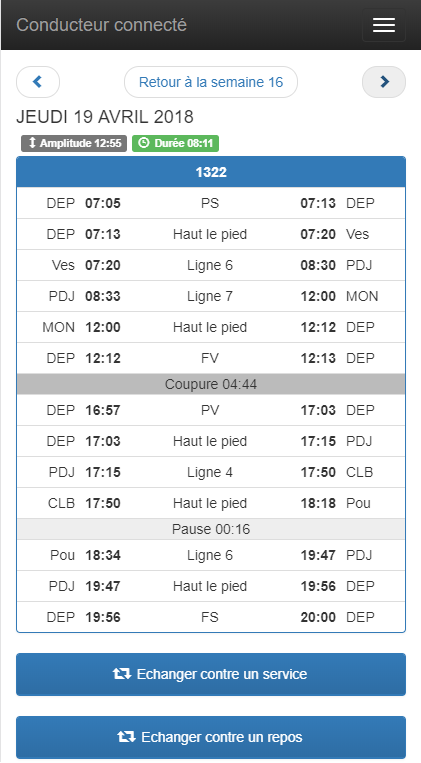 Conducteur connecté
Retour à la semaine 16
JEUDI 19 AVRIL 2018
Amplitude 12:55 Durée 08:11
1322
DEP 07:05 PS 07:13 DEP
DEP 07:13 Haut le pied 07:20 Ves
Ves 07:20 Ligne 6 08:30 PDJ
PDJ 08:33 Ligne 7 12:00 MON
MON 12:00 Haut le pied 12:12 DEP
DEP 12:12 FV 12:13 DEP
Coupure 04:44
DEP 16:57 PV 17:03 DEP
DEP 17:03 Haut le pied 17:15 PDJ
PDJ 17:15 Ligne 4 17:50 CLB
CLB 17:50 Haut le pied 18:18 Pou
Pause 00:16
Pou 18:34 Ligne 6 19:47 PDJ
PDJ 19:47 Haut le pied 19:56 DEP
DEP 19:56 FS 20:00 DEP
Echanger contre un service
Echanger contre un repos